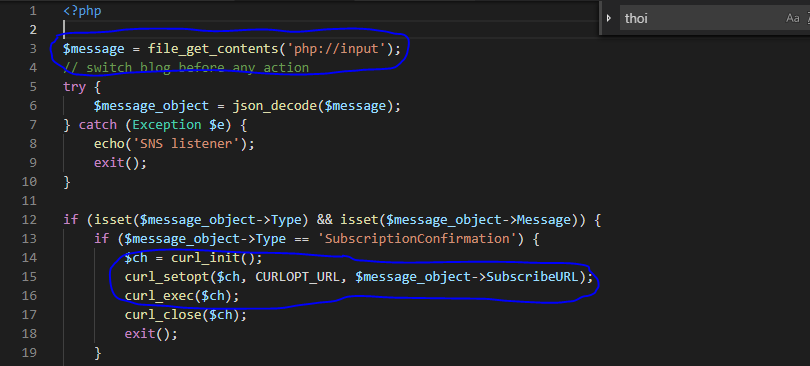 thoi
Aa
1 <?php
2
3 $message = file_get_contents('php://input');
4 // switch blog before any action
5 try {
6 $message_object = json_decode($message);
7 } catch (Exception $e) {
8 echo('SNS listener');
9 exit();
10 }
11
12 if (isset($message_object->Type) && isset($message_object->Message)) {
13 if ($message_object->Type == 'SubscriptionConfirmation') {
14 $ch = curl_init();
15 curl_setopt($ch, CURLOPT_URL, $message_object->SubscribeURL);
16 curl_exec($ch);
17 curl_close($ch);
18 exit();
19 }